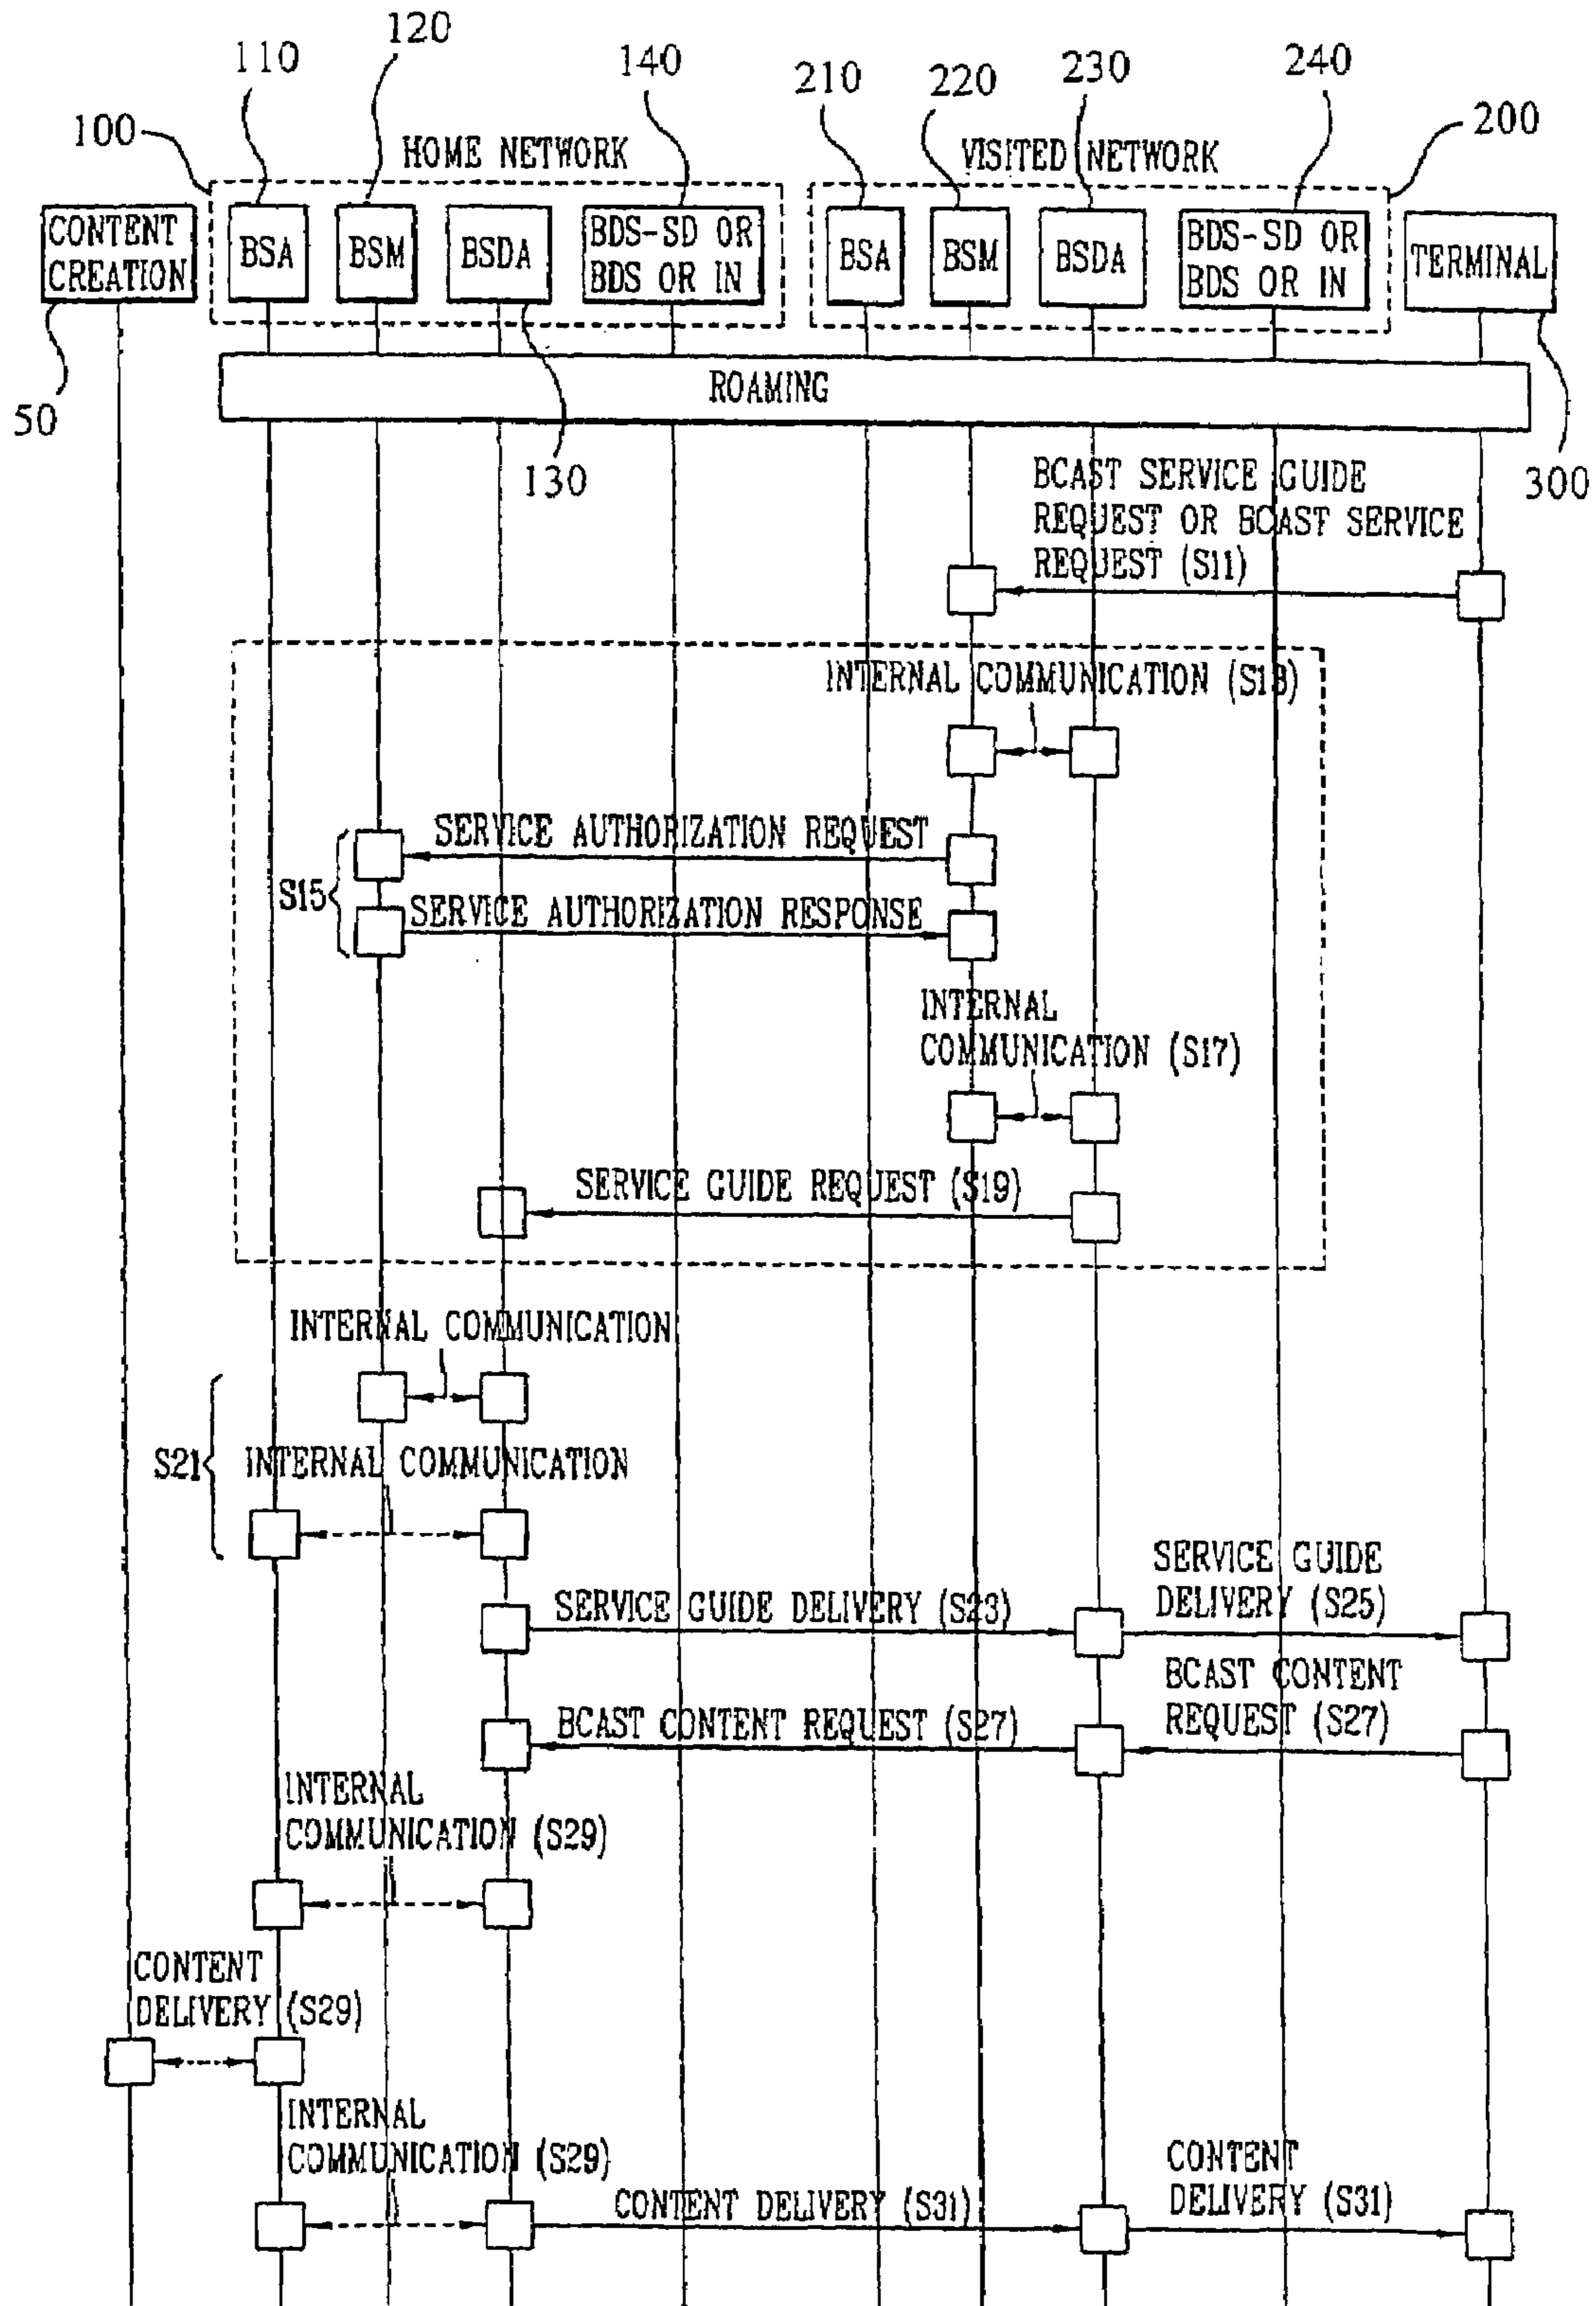 120
110
140
210
220
230
240
100
HOME NETWORK
VISITED NETWORK
200
CONTENT
CREATION
BSA
BSM
BSDA
BDS-SD OR
BDS OR IN
BSA
BSM
BSDA
BDS-SD OR
BDS OR IN
TERMINAL
ROAMING
50
130
300
BCAST SERVICE GUIDE
REQUEST OR BCAST SERVICE
REQUEST (S11)
INTERNAL COMMUNICATION (S13)
SERVICE AUTHORIZATION REQUEST
S15
SERVICE AUTHORIZATION RESPONSE
INTERNAL
COMMUNICATION (S17)
SERVICE GUIDE REQUEST (S19)
INTERNAL COMMUNICATION
S21
INTERNAL COMMUNICATION
SERVICE GUIDE DELIVERY (S23)
SERVICE GUIDE
DELIVERY (S25)
BCAST CONTENT REQUEST (S27)
BCAST CONTENT
REQUEST (S27)
INTERNAL
COMMUNICATION (S29)
CONTENT
DELIVERY (S29)
INTERNAL
COMMUNICATION (S29)
CONTENT DELIVERY (S31)
CONTENT
DELIVERY (S31)